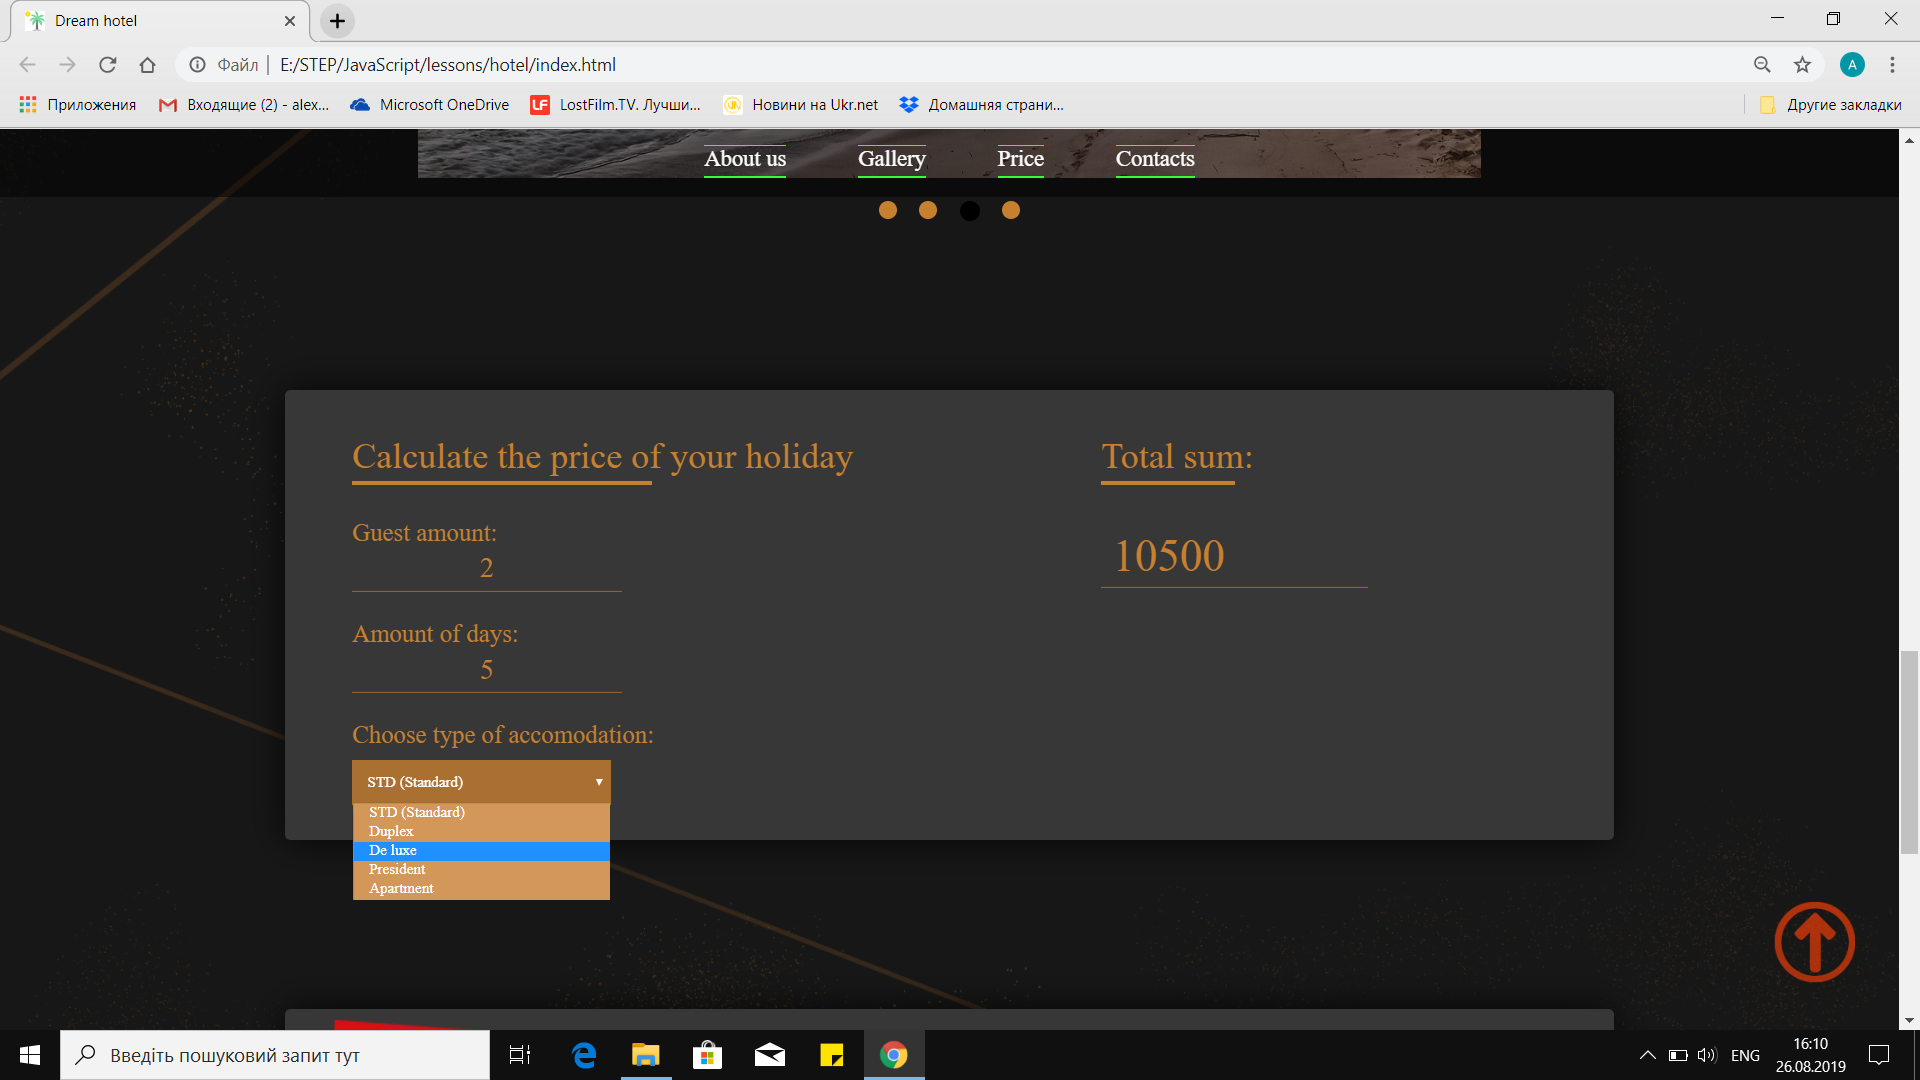 Dream hotel
Файл | E:/STEP/JavaScript/lessons/hotel/index.html
A
Приложения Входящие (2) - alex... Microsoft OneDrive LostFilm.TV. Лучши... Новини на Ukr.net Домашняя страни... Другие закладки
About us Gallery Price Contacts
Calculate the price of your holiday
Guest amount:
2
Amount of days:
5
Choose type of accomodation:
STD (Standard)
STD (Standard)
Duplex
De luxe
President
Apartment
Total sum:
10500
Введіть пошуковий запит тут
ENG
16:10
26.08.2019